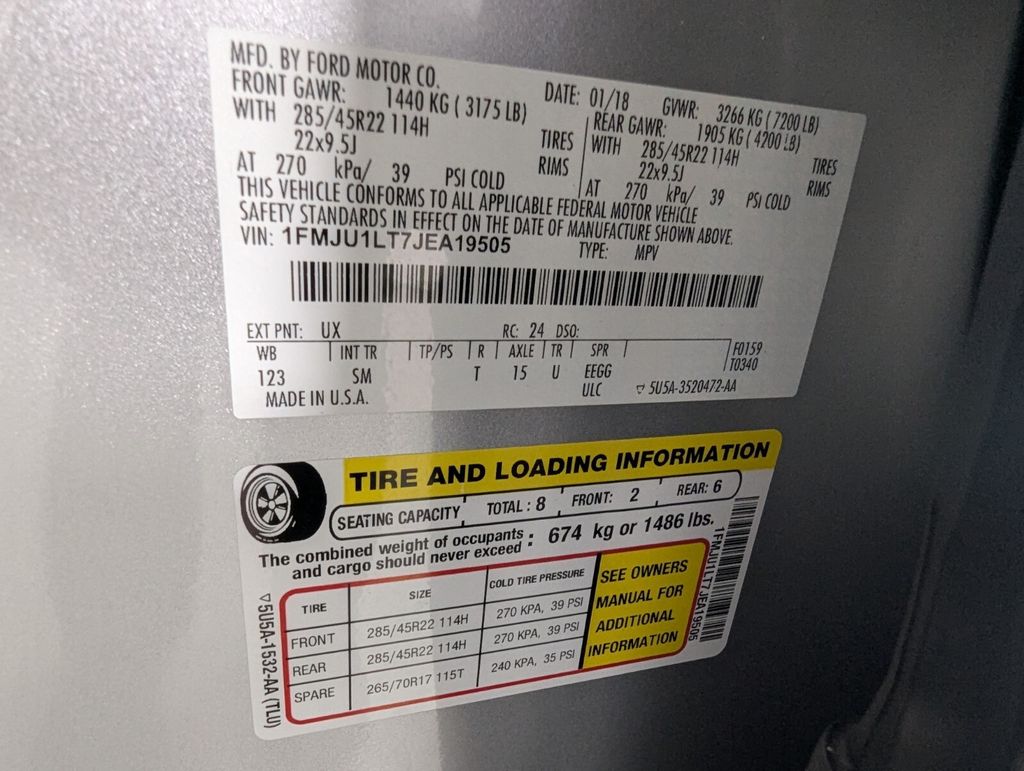 MFD. BY FORD MOTOR CO.
DATE: 01/18 GVWR: 3266 KG ( 7200 LB)
FRONT GAWR: 1440 KG ( 3175 LB)
WITH 285/45R22 114H TIRES
22x9.5J RIMS
AT 270 kPa/ 39 PSI COLD
REAR GAWR: 1905 KG ( 4200 LB)
WITH 285/45R22 114H TIRES
22x9.5J RIMS
AT 270 kPa/ 39 PSI COLD
THIS VEHICLE CONFORMS TO ALL APPLICABLE FEDERAL MOTOR VEHICLE
SAFETY STANDARDS IN EFFECT ON THE DATE OF MANUFACTURE SHOWN ABOVE.
VIN: 1FMJU1LT7JEA19505 TYPE: MPV
EXT PNT: UX RC: 24 DSO:
WB INT TR TP/PS R AXLE TR SPR F0159
T0340
123 SM T 15 U EEGG
ULC
MADE IN U.S.A.
5U5A-3520472-AA
TIRE AND LOADING INFORMATION
SEATING CAPACITY TOTAL : 8 FRONT: 2 REAR: 6
The combined weight of occupants
and cargo should never exceed : 674 kg or 1486 lbs.
TIRE SIZE COLD TIRE PRESSURE
FRONT 285/45R22 114H 270 KPA, 39 PSI
REAR 285/45R22 114H 270 KPA, 39 PSI
SPARE 265/70R17 115T 240 KPA, 35 PSI
SEE OWNERS
MANUAL FOR
ADDITIONAL
INFORMATION
1FMJU1LT7JEA19505
5U5A-1532-AA (TLU)